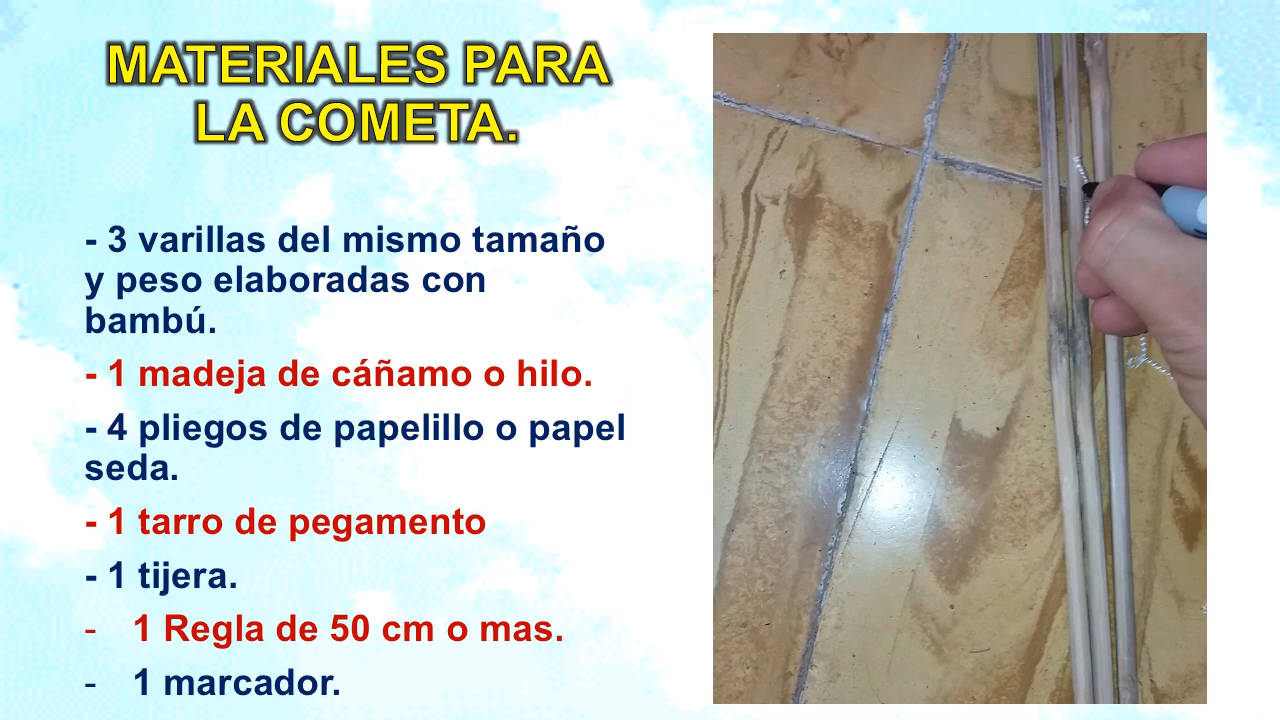 MATERIALES PARA
LA COMETA.
- 3 varillas del mismo tamaño
y peso elaboradas con
bambú.
- 1 madeja de cáñamo o hilo.
- 4 pliegos de papelillo o papel
seda.
- 1 tarro de pegamento
- 1 tijera.
- 1 Regla de 50 cm o mas.
- 1 marcador.